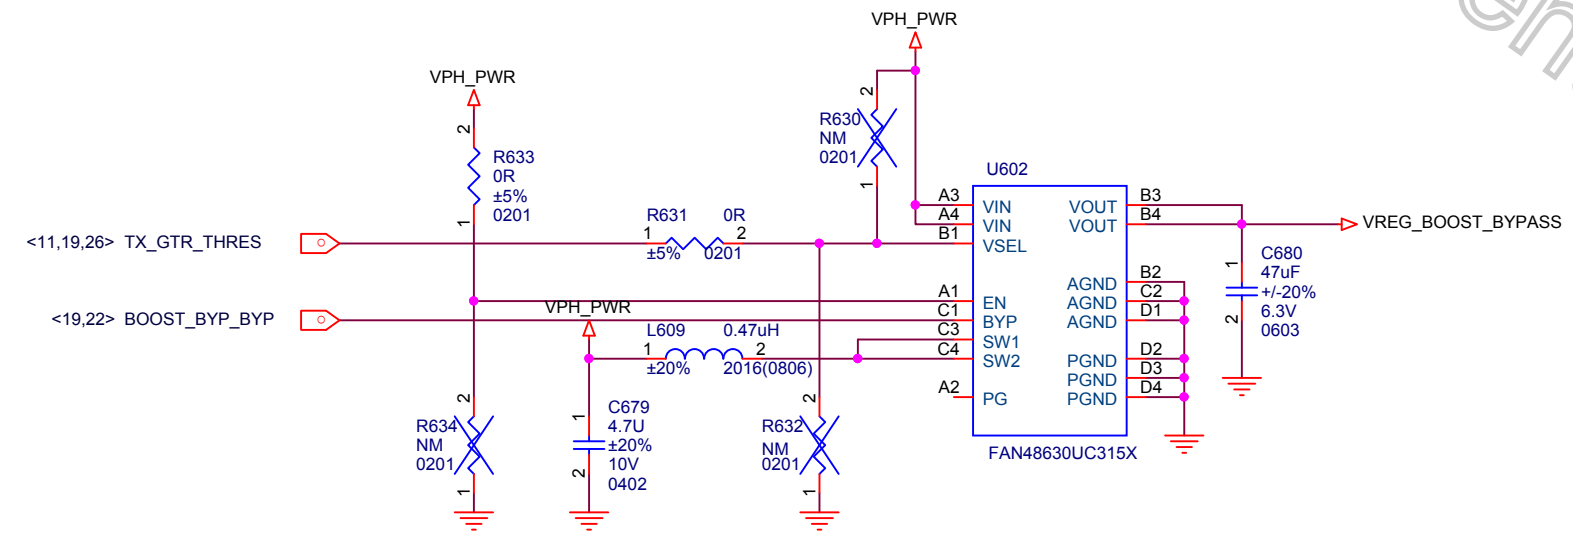 VPH_PWR
VPH_PWR
2
R633
0R
±5%
0201
1
2
R630
NM
0201
1
U602
<11,19,26> TX_GTR_THRES
R631 0R
1 2
±5% 0201
<19,22> BOOST_BYP_BYP
VPH_PWR
L609 0.47uH
1 2
±20% 2016(0806)
A3 VIN
A4 VIN
B1 VSEL
A1 EN
C1 BYP
C3 SW1
C4 SW2
A2 PG
VOUT B3
VOUT B4
AGND B2
AGND C2
AGND D1
PGND D2
PGND D3
PGND D4
FAN48630UC315X
VREG_BOOST_BYPASS
1
C680
47uF
+/-20%
6.3V
0603
2
2
R634
NM
0201
1
1
C679
4.7U
±20%
10V
0402
2
2
R632
NM
0201
1